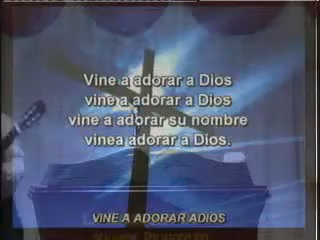 Vine a adorar a Dios
vine a adorar a Dios
vine a adorar su nombre
vinea adorar a Dios.
VINE A ADORAR ADIOS